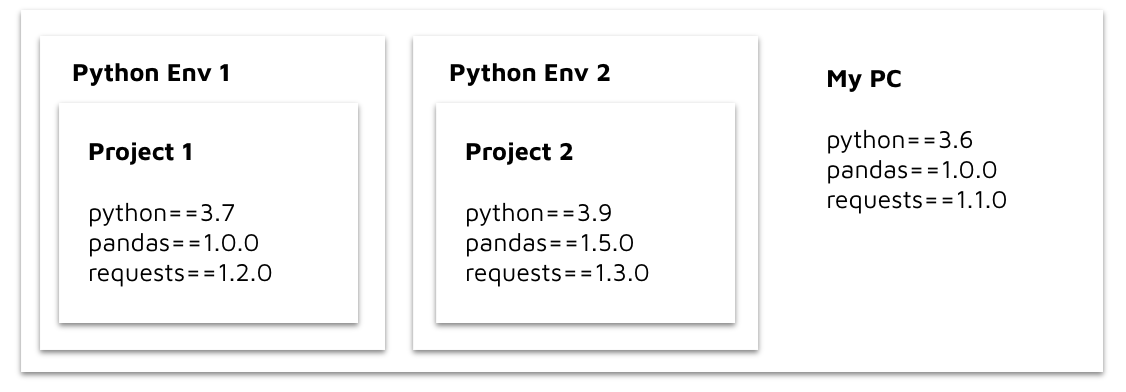 Python Env 1
Project 1
python==3.7
pandas==1.0.0
requests==1.2.0
Python Env 2
Project 2
python==3.9
pandas==1.5.0
requests==1.3.0
My PC
python==3.6
pandas==1.0.0
requests==1.1.0